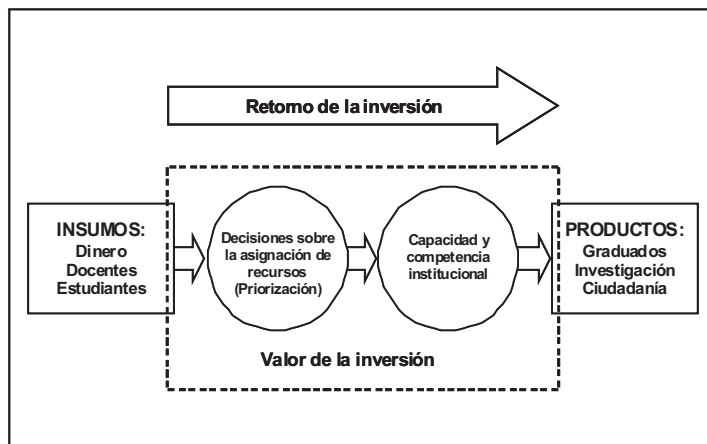 Retorno de la inversión
INSUMOS:
Dinero
Docentes
Estudiantes
Decisiones sobre
la asignación de
recursos
(Priorización)
Capacidad y
competencia
institucional
PRODUCTOS:
Graduados
Investigación
Ciudadanía
Valor de la inversión